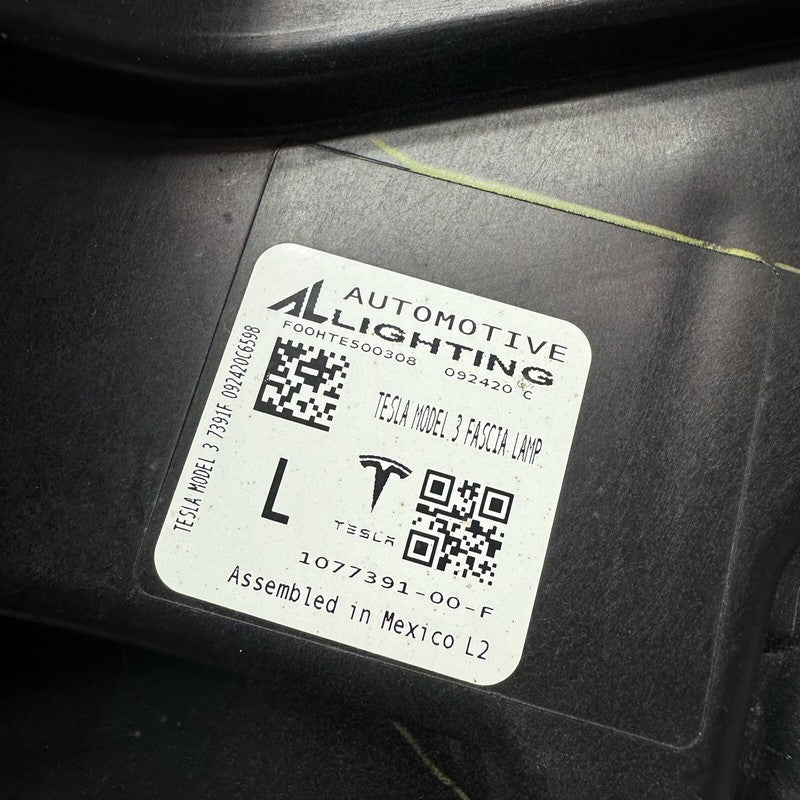 AL AUTOMOTIVE
LIGHTING
F00HTE500308 092420 C
TESLA MODEL 3 FASCIA LAMP
TESLA MODEL 3 7391F 092420C6598
L
TESLA
1077391-00-F
Assembled in Mexico L2